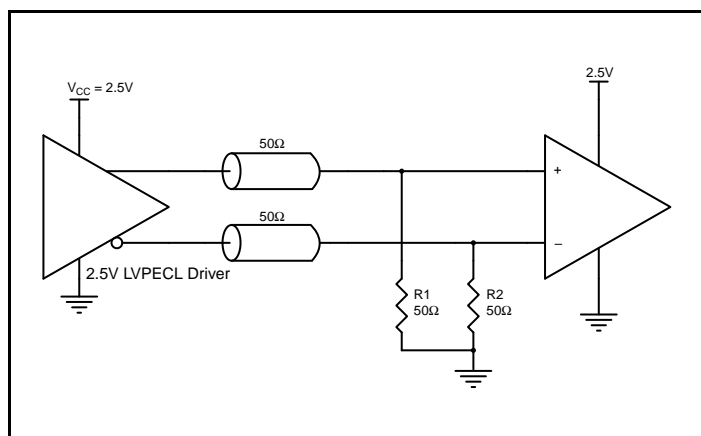 V_CC = 2.5V
2.5V
50Ω
+
50Ω
–
2.5V LVPECL Driver
R1
50Ω
R2
50Ω